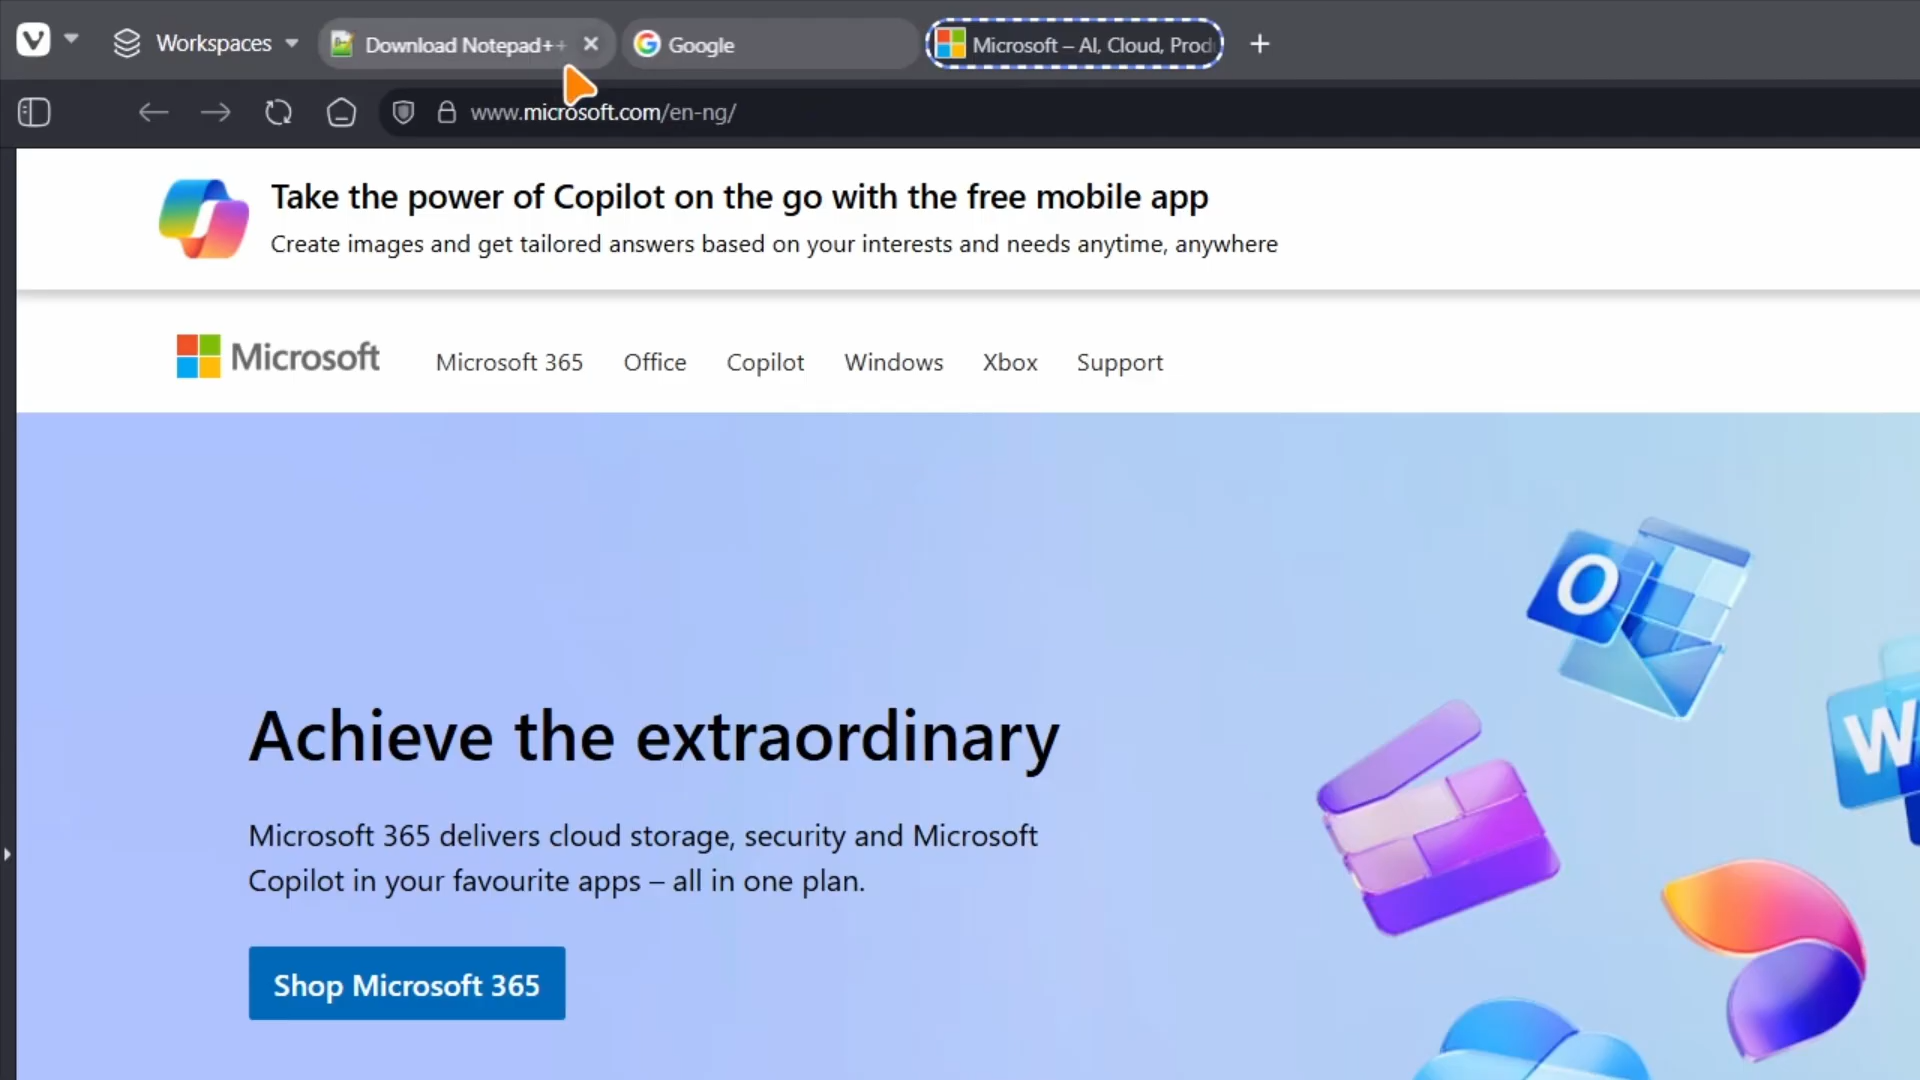 Workspaces
Download Notepad++
Google
Microsoft – AI, Cloud, Prod
www.microsoft.com/en-ng/
Take the power of Copilot on the go with the free mobile app
Create images and get tailored answers based on your interests and needs anytime, anywhere
Microsoft
Microsoft 365
Office
Copilot
Windows
Xbox
Support
O
W
Achieve the extraordinary
Microsoft 365 delivers cloud storage, security and Microsoft
Copilot in your favourite apps – all in one plan.
Shop Microsoft 365